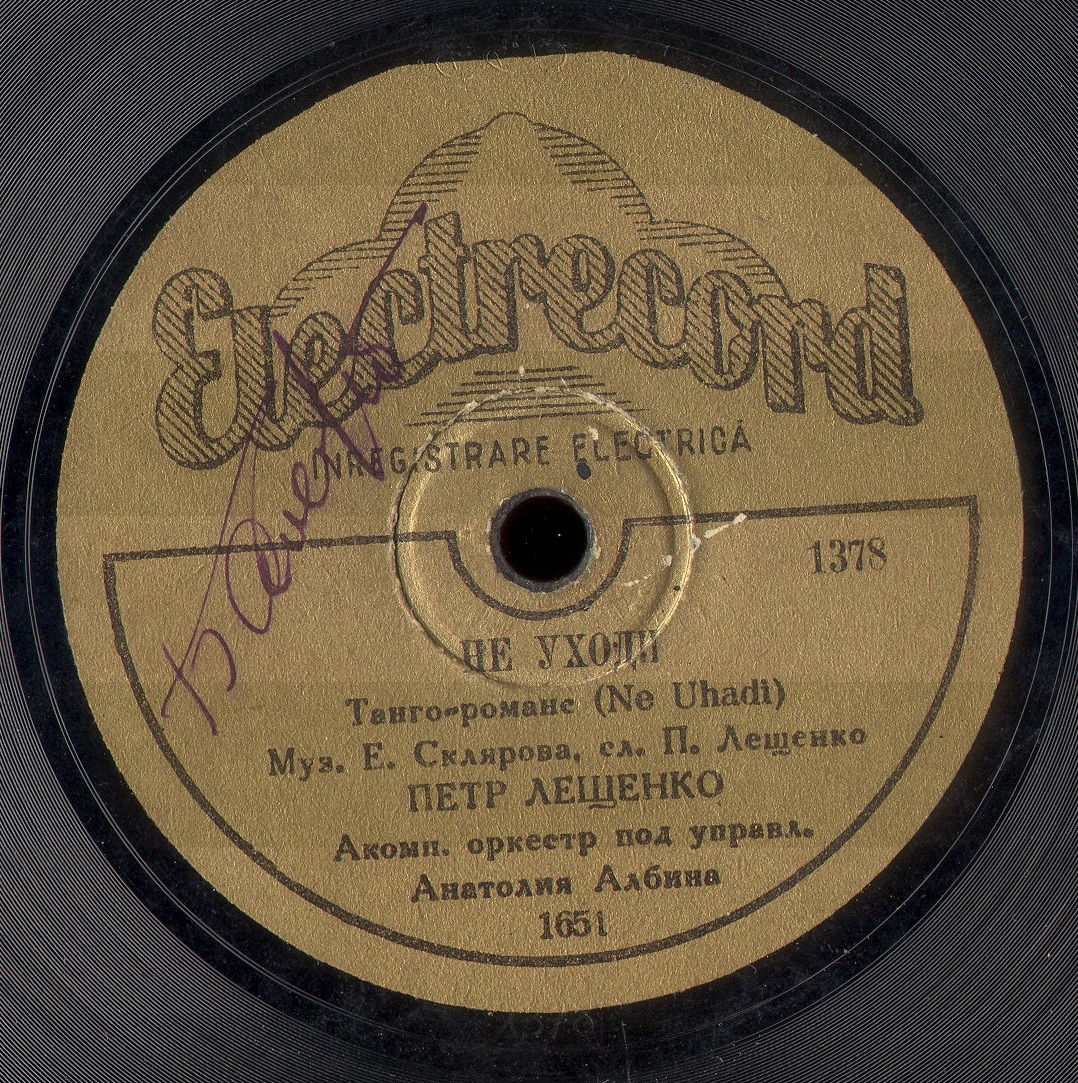 Electrecord
INREGISTRARE ELECTRICĂ
1378
НЕ УХОДИ
Танго-романс (Ne Uhadi)
Муз. Е. Склярова, сл. П. Лещенко
ПЕТР ЛЕЩЕНКО
Акомп. оркестр под управл.
Анатолия Албина
1651